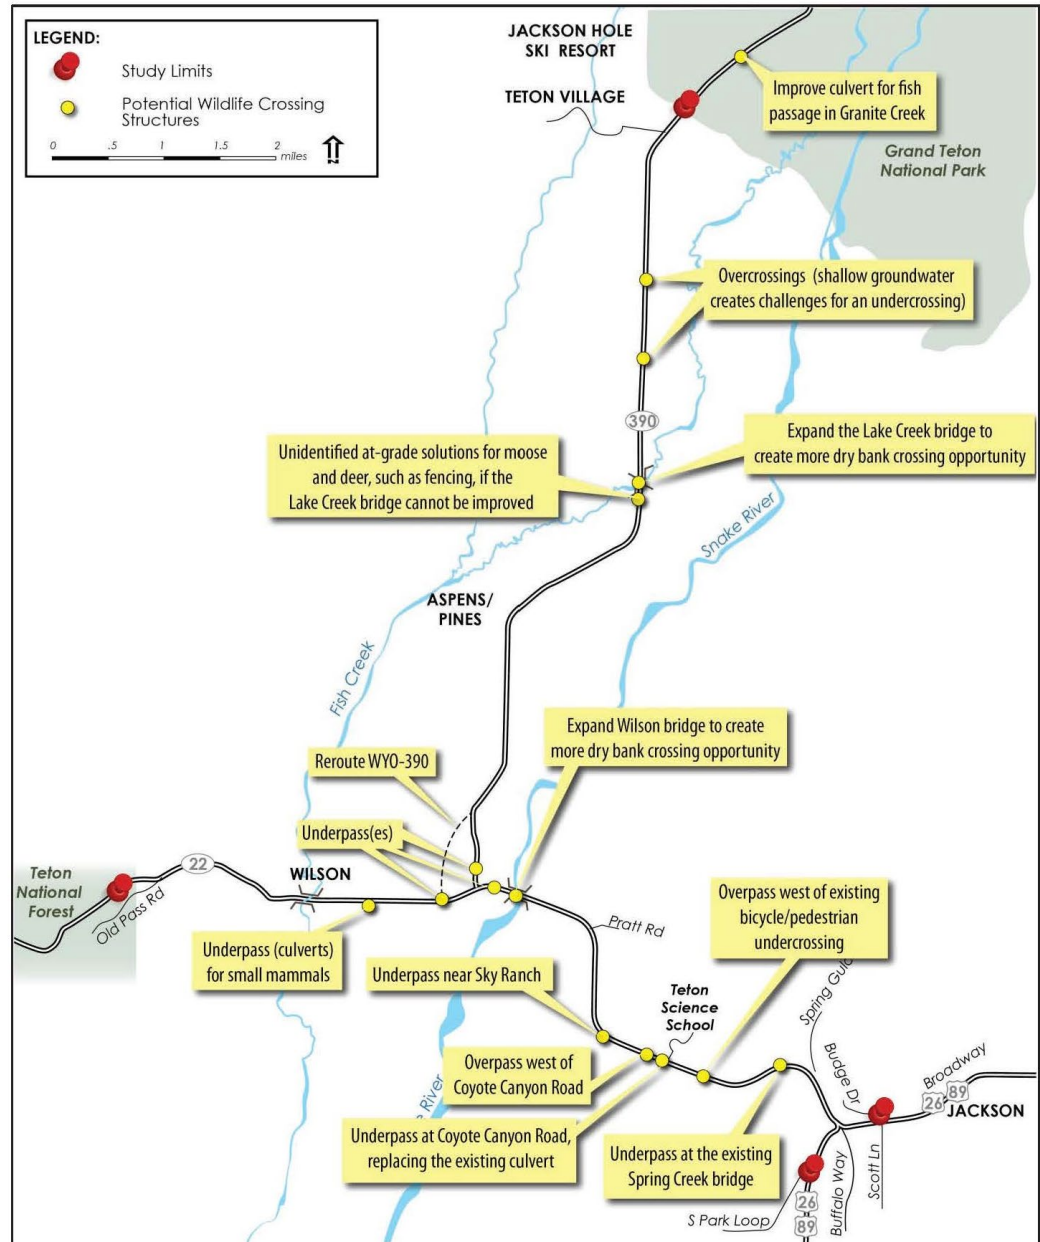 LEGEND:
Study Limits
Potential Wildlife Crossing
Structures
0 .5 1 1.5 2
miles
N
JACKSON HOLE
SKI RESORT
TETON VILLAGE
Improve culvert for fish
passage in Granite Creek
Grand Teton
National Park
Overcrossings (shallow groundwater
creates challenges for an undercrossing)
390
Expand the Lake Creek bridge to
create more dry bank crossing opportunity
Unidentified at-grade solutions for moose
and deer, such as fencing, if the
Lake Creek bridge cannot be improved
Snake River
ASPENS/
PINES
Fish Creek
Expand Wilson bridge to create
more dry bank crossing opportunity
Reroute WYO-390
Underpass(es)
22
WILSON
Teton
National
Forest
Old Pass Rd
Underpass (culverts)
for small mammals
Pratt Rd
Overpass west of existing
bicycle/pedestrian
undercrossing
Underpass near Sky Ranch
Teton
Science
School
Spring Gulc
Budge Dr
Broadway
26 89
JACKSON
Overpass west of
Coyote Canyon Road
River
Underpass at Coyote Canyon Road,
replacing the existing culvert
Underpass at the existing
Spring Creek bridge
S Park Loop
26
89
Buffalo Way
Scott Ln